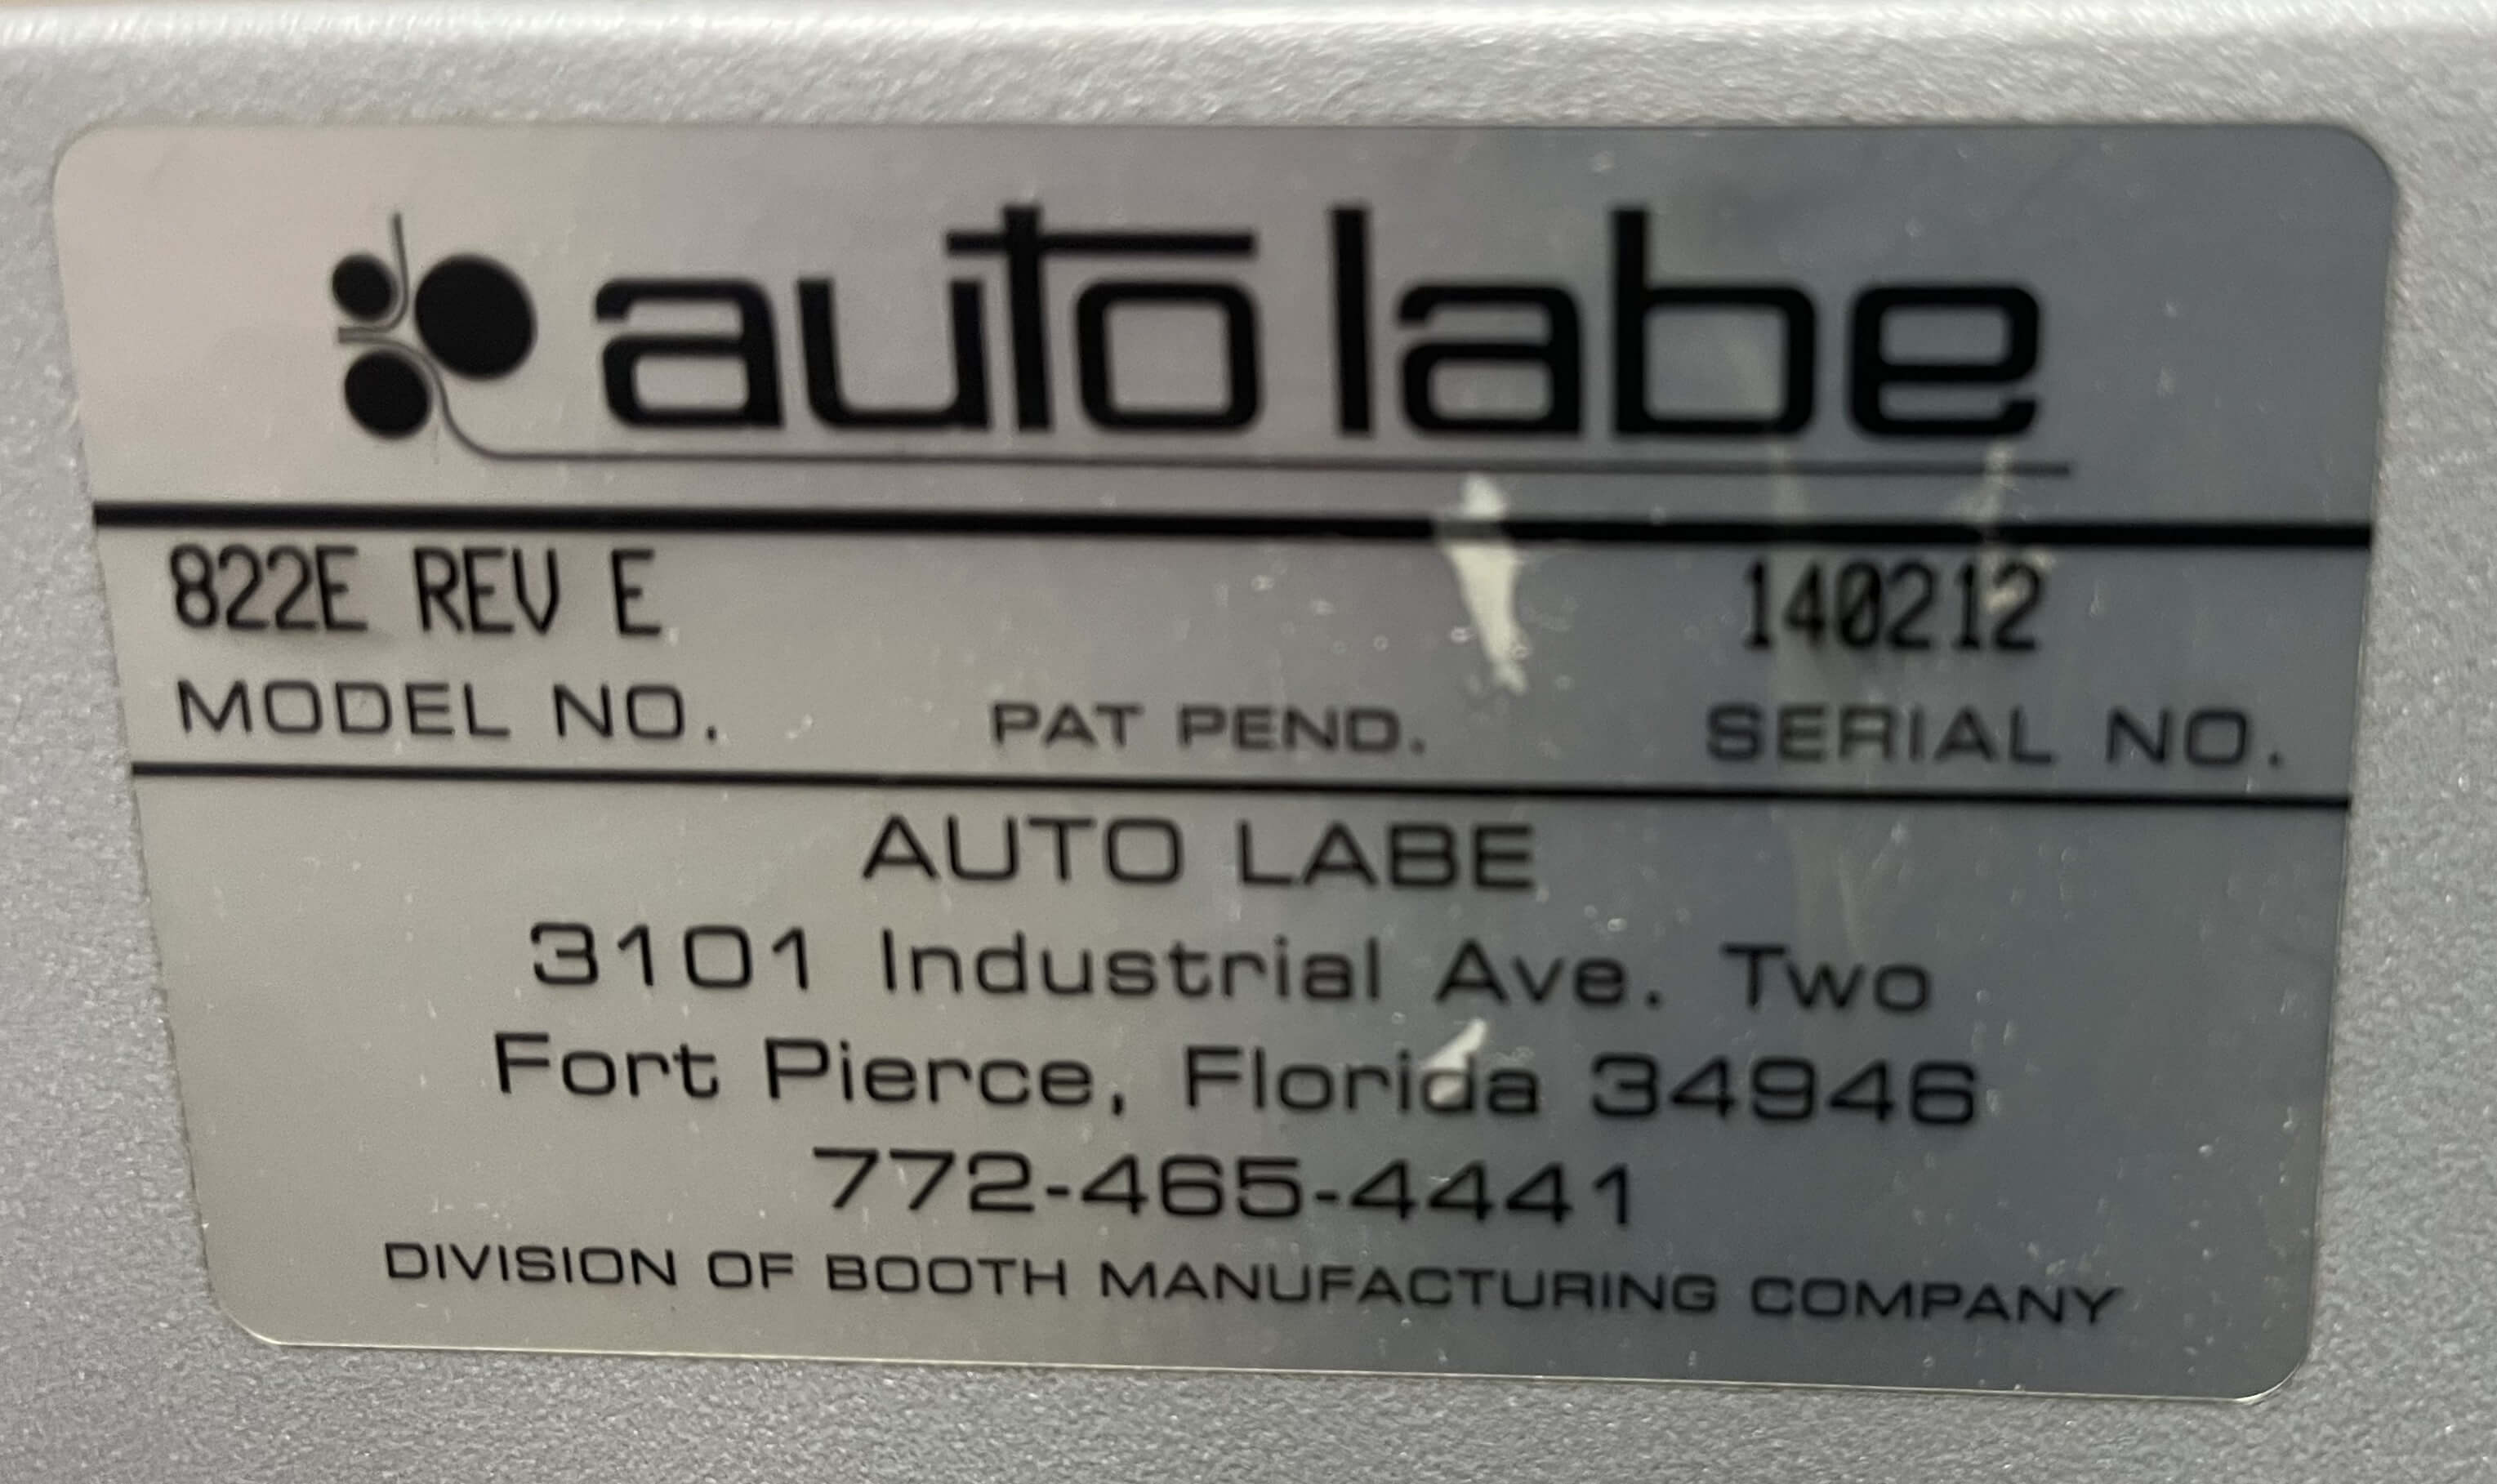 auto labe
822E REV E 140212
MODEL NO. PAT PEND. SERIAL NO.
AUTO LABE
3101 Industrial Ave. Two
Fort Pierce, Florida 34946
772-465-4441
DIVISION OF BOOTH MANUFACTURING COMPANY